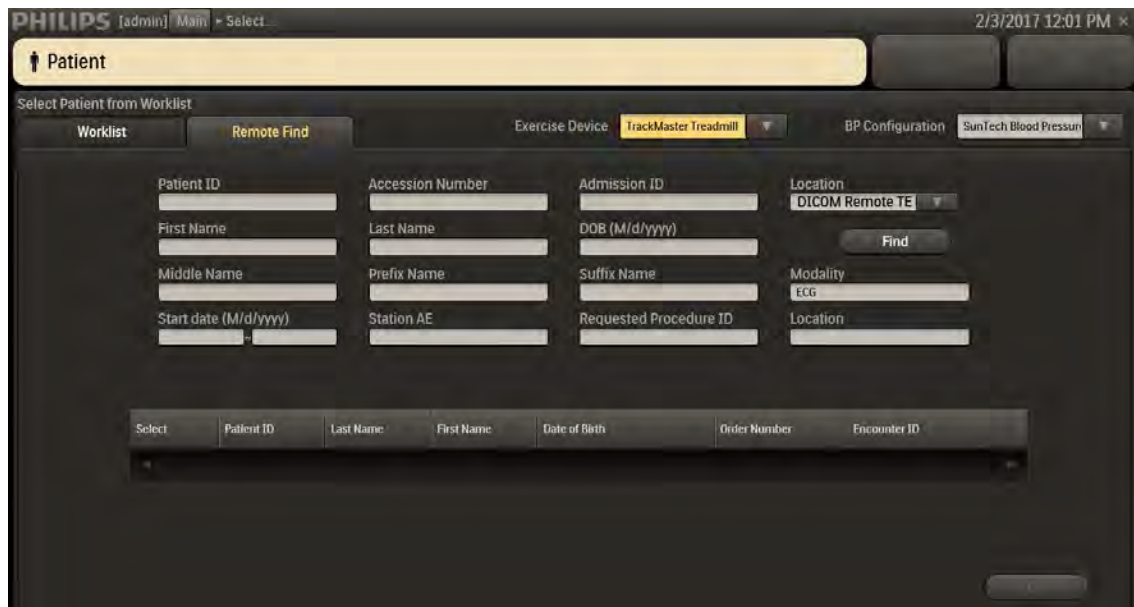 PHILIPS [admin] Main ▸ Select... 2/3/2017 12:01 PM ×
Patient
Select Patient from Worklist
Worklist Remote Find Exercise Device TrackMaster Treadmill BP Configuration SunTech Blood Pressur
Patient ID Accession Number Admission ID Location
DICOM Remote TE
First Name Last Name DOB (M/d/yyyy)
Find
Middle Name Prefix Name Suffix Name Modality
ECG
Start date (M/d/yyyy) Station AE Requested Procedure ID Location
~
Select Patient ID Last Name First Name Date of Birth Order Number Encounter ID